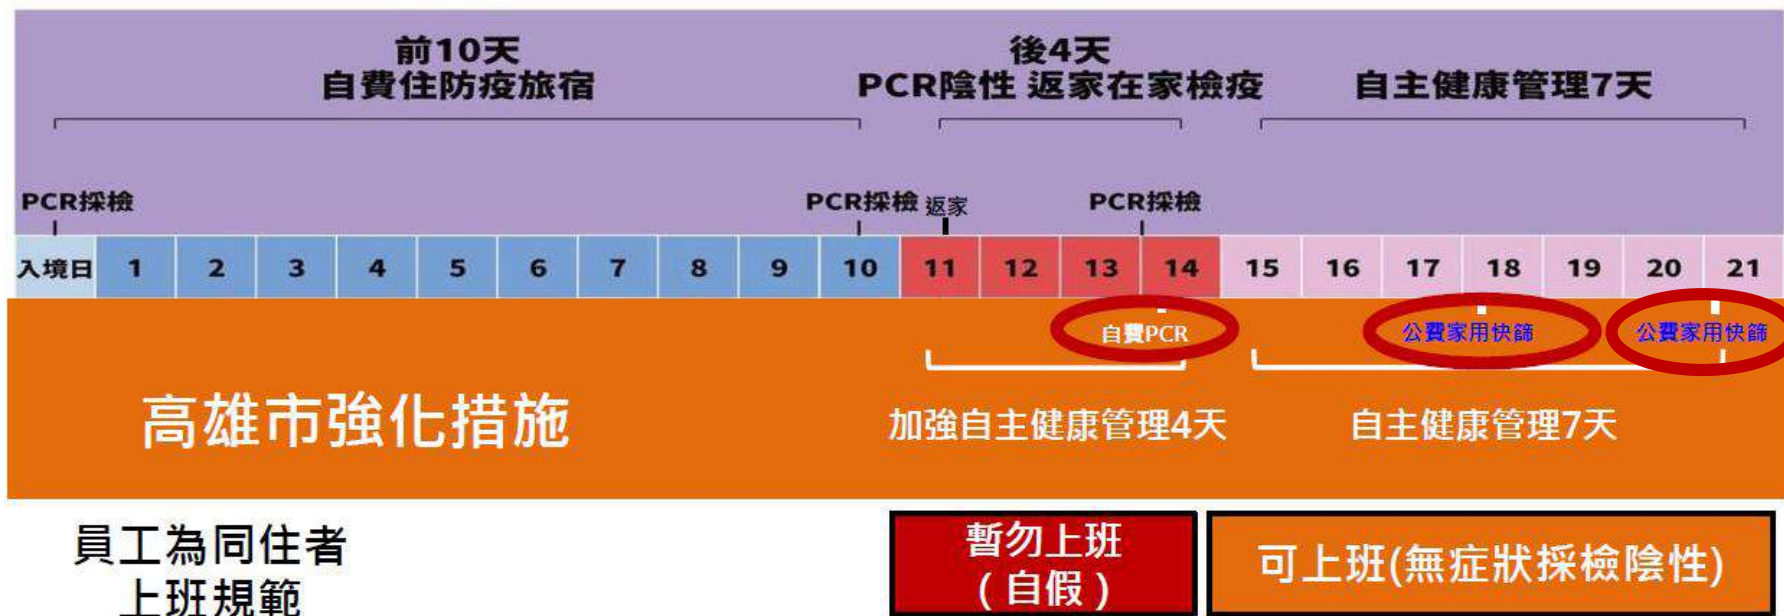 前10天
自費住防疫旅宿
後4天
PCR陰性 返家在家檢疫
自主健康管理7天
PCR採檢
PCR採檢
返家
PCR採檢
入境日 1 2 3 4 5 6 7 8 9 10 11 12 13 14 15 16 17 18 19 20 21
自費PCR
公費家用快篩
公費家用快篩
高雄市強化措施
加強自主健康管理4天
自主健康管理7天
員工為同住者
上班規範
暫勿上班
(自假)
可上班(無症狀採檢陰性)